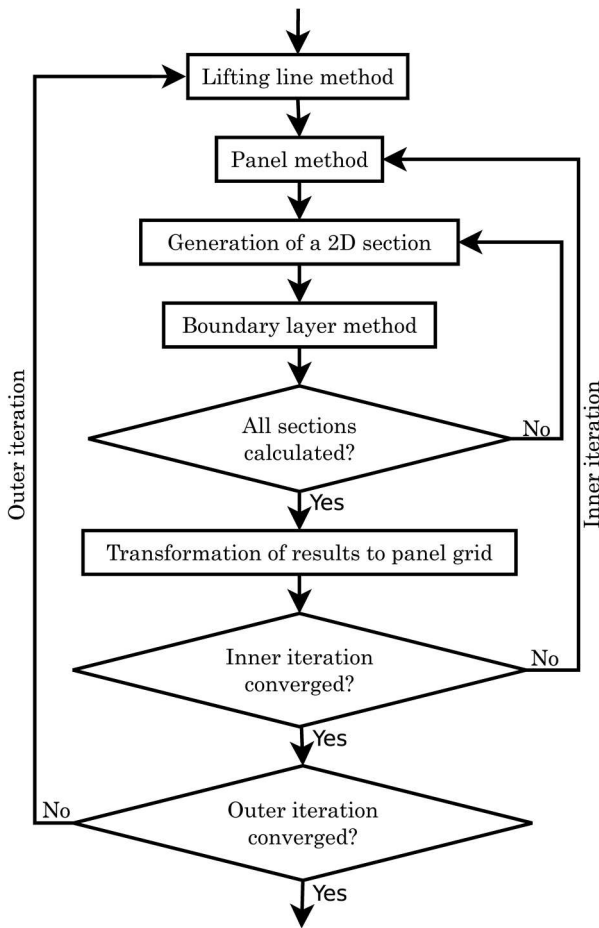 Lifting line method
Panel method
Generation of a 2D section
Boundary layer method
All sections
calculated?
No
Yes
Transformation of results to panel grid
Inner iteration
converged?
No
Yes
Outer iteration
converged?
No
Yes
Outer iteration
Inner iteration